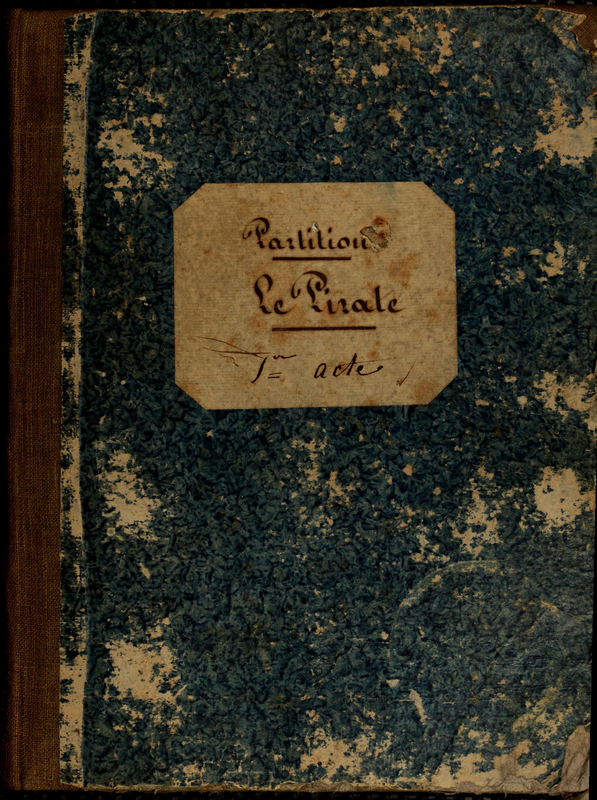 Partition
Le Pirate
1er acte